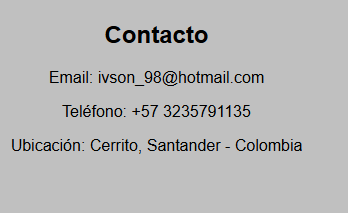 Contacto
Email: ivson_98@hotmail.com
Teléfono: +57 3235791135
Ubicación: Cerrito, Santander - Colombia